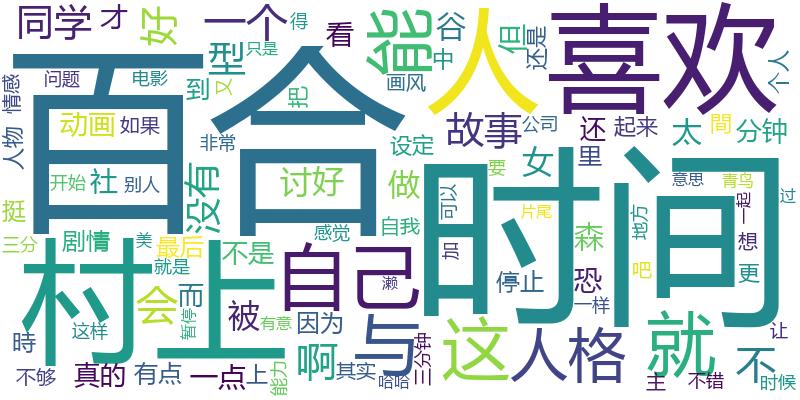 同学
才
好
一个
得
看
能
谷
但
还是
人
喜欢
型
只是
又
中
个人
情感
问题
电影
到
把
画风
百合
人物
动画
如果
非常
设定
故事
公司
还
起来
太
間
分钟
挺
开始
社
别人
没有
讨好
做
要
女
里
时间
意思
青鸟
过
三分
剧情
美
最后
不是
感觉
自我
可以
加
片尾
森
地方
一起
想
村上
就是
自己
濑
停止
恐
吧
更
時
这样
会
而
暂停
被
有意
因为
与
一样
让
不够
真的
有点
一点
上
能力
啊
其实
哈哈
三分钟
这
人格
就
主
不错
不
时候